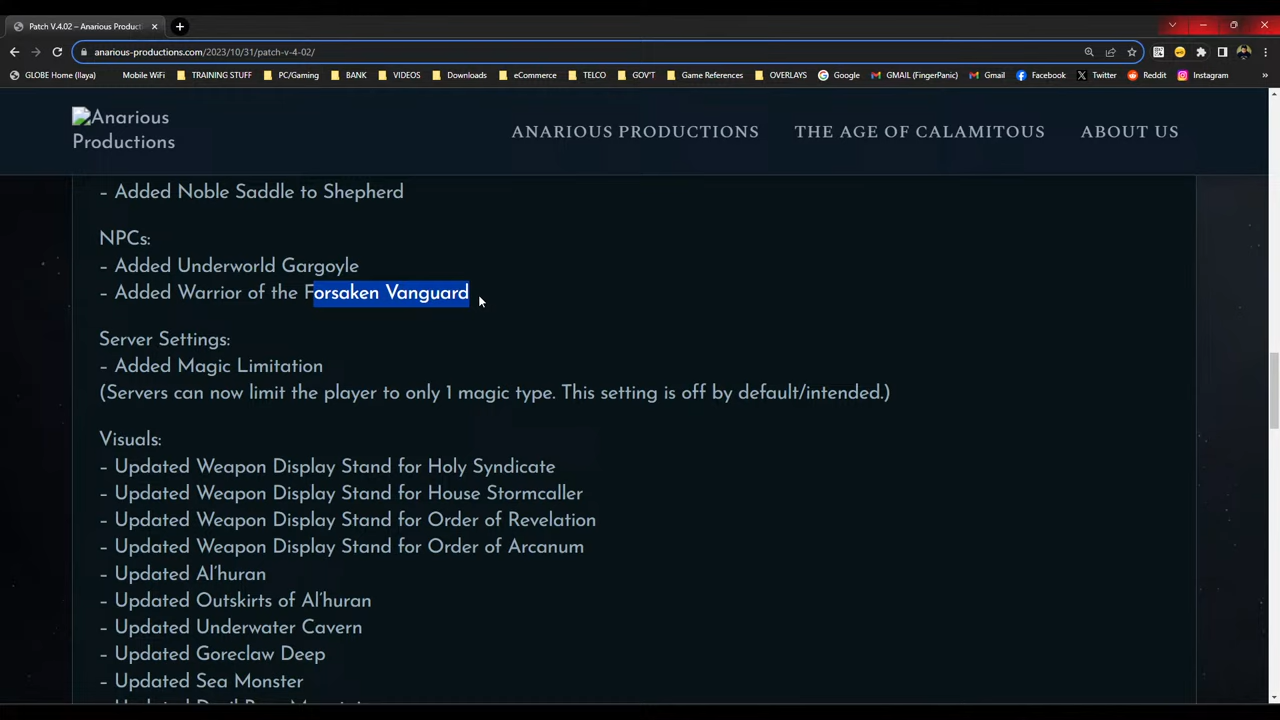 Patch V.4.02 – Anarious Product
anarious-productions.com/2023/10/31/patch-v-4-02/
GLOBE Home (Ilaya)
Mobile WiFi
TRAINING STUFF
PC/Gaming
BANK
VIDEOS
Downloads
eCommerce
TELCO
GOV'T
Game References
OVERLAYS
Google
GMAIL (FingerPanic)
Gmail
Facebook
Twitter
Reddit
Instagram
Anarious
Productions
ANARIOUS PRODUCTIONS
THE AGE OF CALAMITOUS
ABOUT US
– Added Noble Saddle to Shepherd
NPCs:
– Added Underworld Gargoyle
– Added Warrior of the Forsaken Vanguard
Server Settings:
– Added Magic Limitation
(Servers can now limit the player to only 1 magic type. This setting is off by default/intended.)
Visuals:
– Updated Weapon Display Stand for Holy Syndicate
– Updated Weapon Display Stand for House Stormcaller
– Updated Weapon Display Stand for Order of Revelation
– Updated Weapon Display Stand for Order of Arcanum
– Updated Al’huran
– Updated Outskirts of Al’huran
– Updated Underwater Cavern
– Updated Goreclaw Deep
– Updated Sea Monster